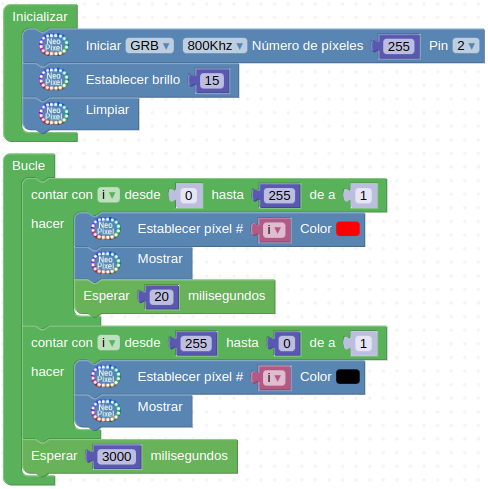 Inicializar
Neo Pixel Iniciar GRB ▾ 800Khz ▾ Número de píxeles 255 Pin 2 ▾
Neo Pixel Establecer brillo 15
Neo Pixel Limpiar
Bucle
contar con i ▾ desde 0 hasta 255 de a 1
hacer Neo Pixel Establecer píxel # i ▾ Color
Neo Pixel Mostrar
Esperar 20 milisegundos
contar con i ▾ desde 255 hasta 0 de a 1
hacer Neo Pixel Establecer píxel # i ▾ Color
Neo Pixel Mostrar
Esperar 3000 milisegundos